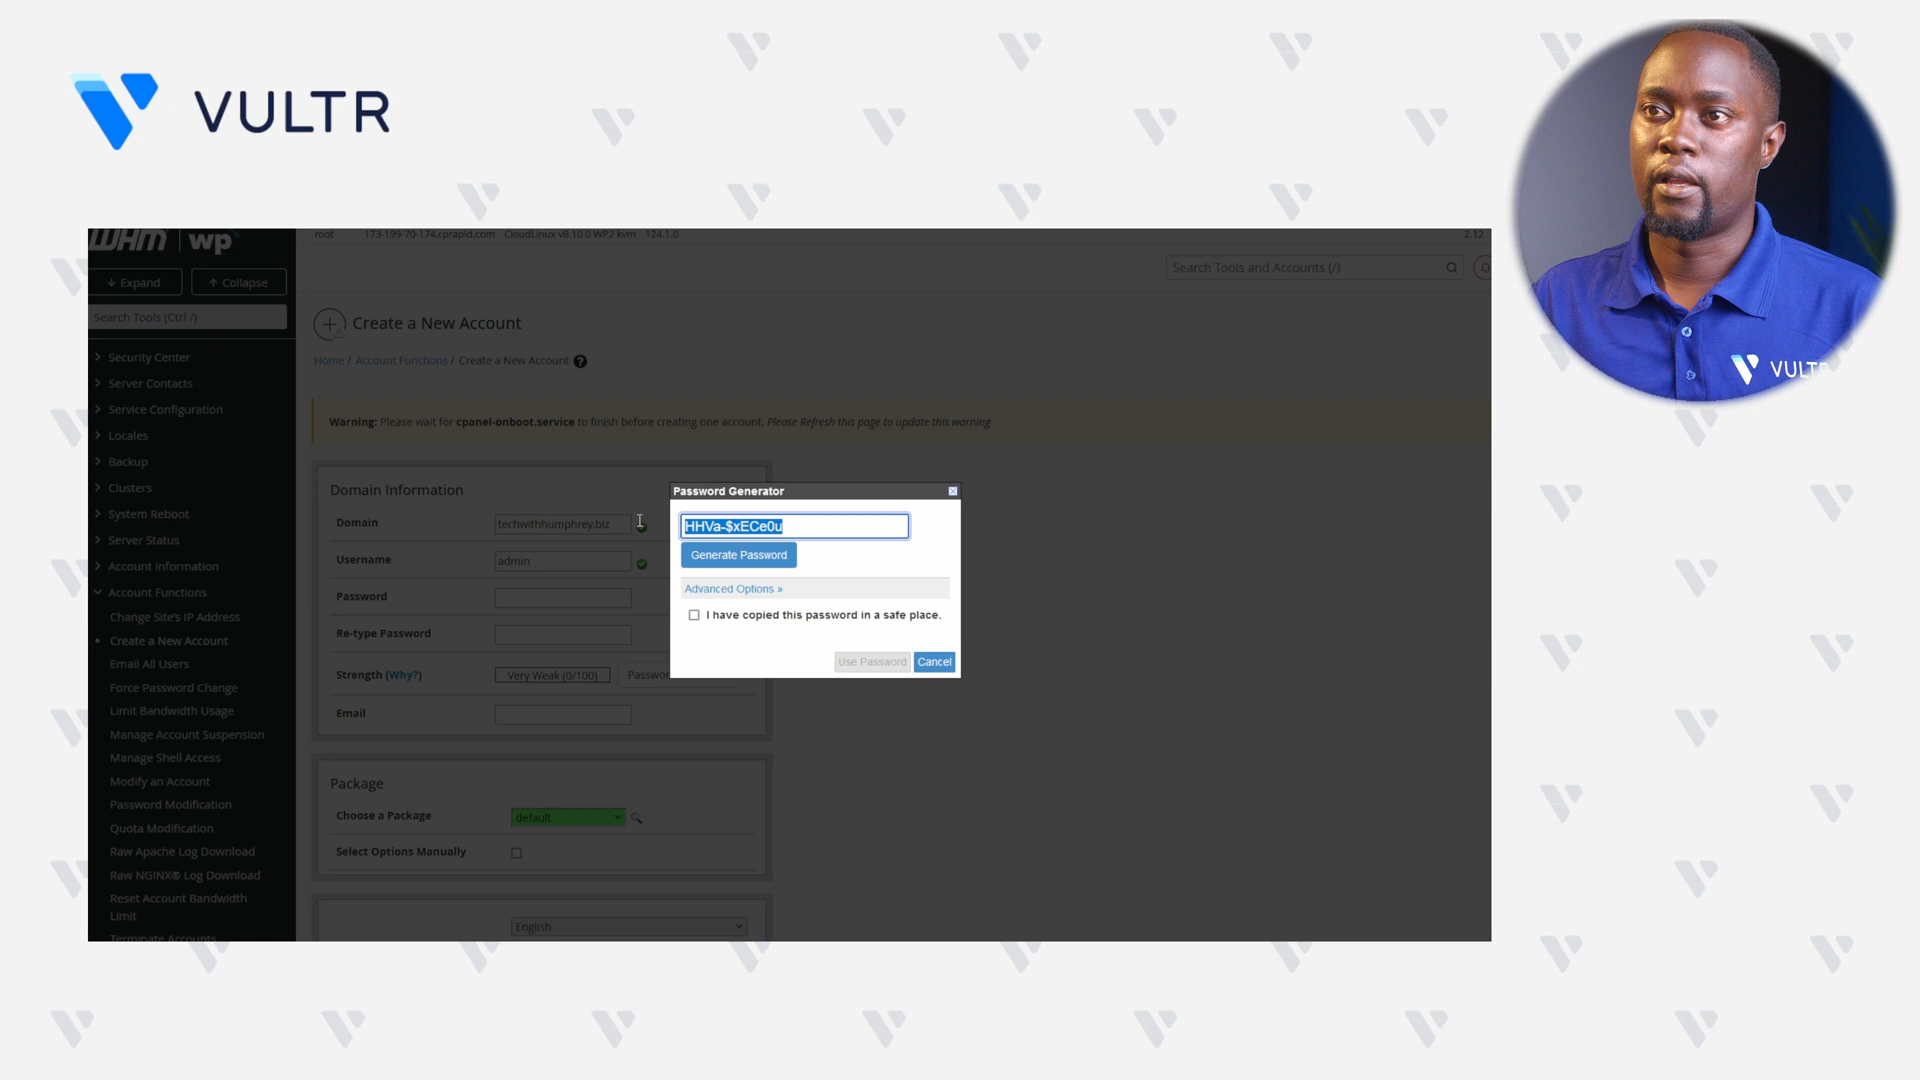 VULTR
VULT
WHM wp
root 173-199-70-174.cprapid.com CloudLinux v8.10.0 WP2 kvm 124.1.0 2.12
Expand Collapse
Search Tools and Accounts (/)
Search Tools (Ctrl /)
Create a New Account
Home / Account Functions / Create a New Account
Warning: Please wait for cpanel-onboot.service to finish before creating one account. Please Refresh this page to update this warning
Security Center
Server Contacts
Service Configuration
Locales
Backup
Clusters
System Reboot
Server Status
Account Information
Account Functions
Change Site's IP Address
Create a New Account
Email All Users
Force Password Change
Limit Bandwidth Usage
Manage Account Suspension
Manage Shell Access
Modify an Account
Password Modification
Quota Modification
Raw Apache Log Download
Raw NGINX® Log Download
Reset Account Bandwidth
Limit
Terminate Accounts
Domain Information
Domain techwithhumphrey.biz
Username admin
Password
Re-type Password
Strength (Why?) Very Weak (0/100) Passwor
Email
Package
Choose a Package default
Select Options Manually
English
Password Generator
HHVa-$xECe0u
Generate Password
Advanced Options »
I have copied this password in a safe place.
Use Password Cancel